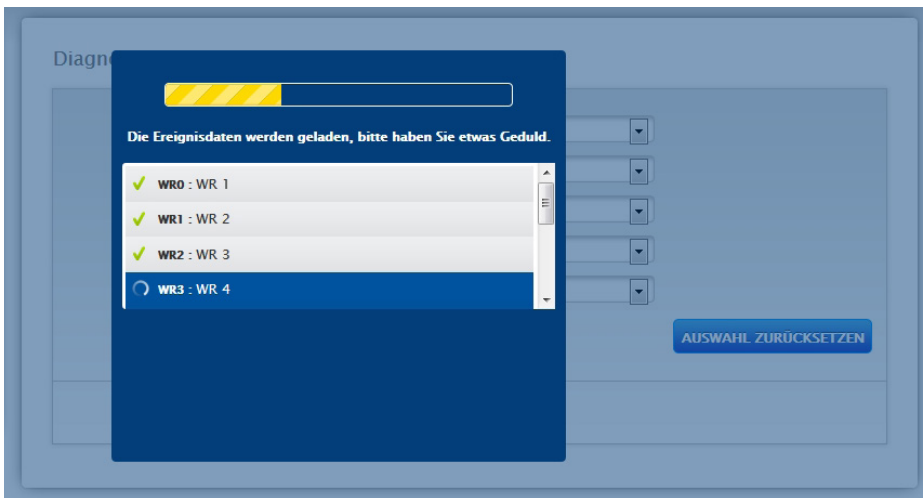 Diagn
Die Ereignisdaten werden geladen, bitte haben Sie etwas Geduld.
WR0 : WR 1
WR1 : WR 2
WR2 : WR 3
WR3 : WR 4
AUSWAHL ZURÜCKSETZEN